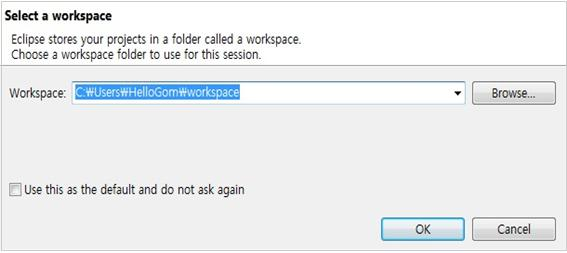 Select a workspace
Eclipse stores your projects in a folder called a workspace.
Choose a workspace folder to use for this session.
Workspace: C:₩Users₩HelloGom₩workspace Browse...
Use this as the default and do not ask again
OK Cancel